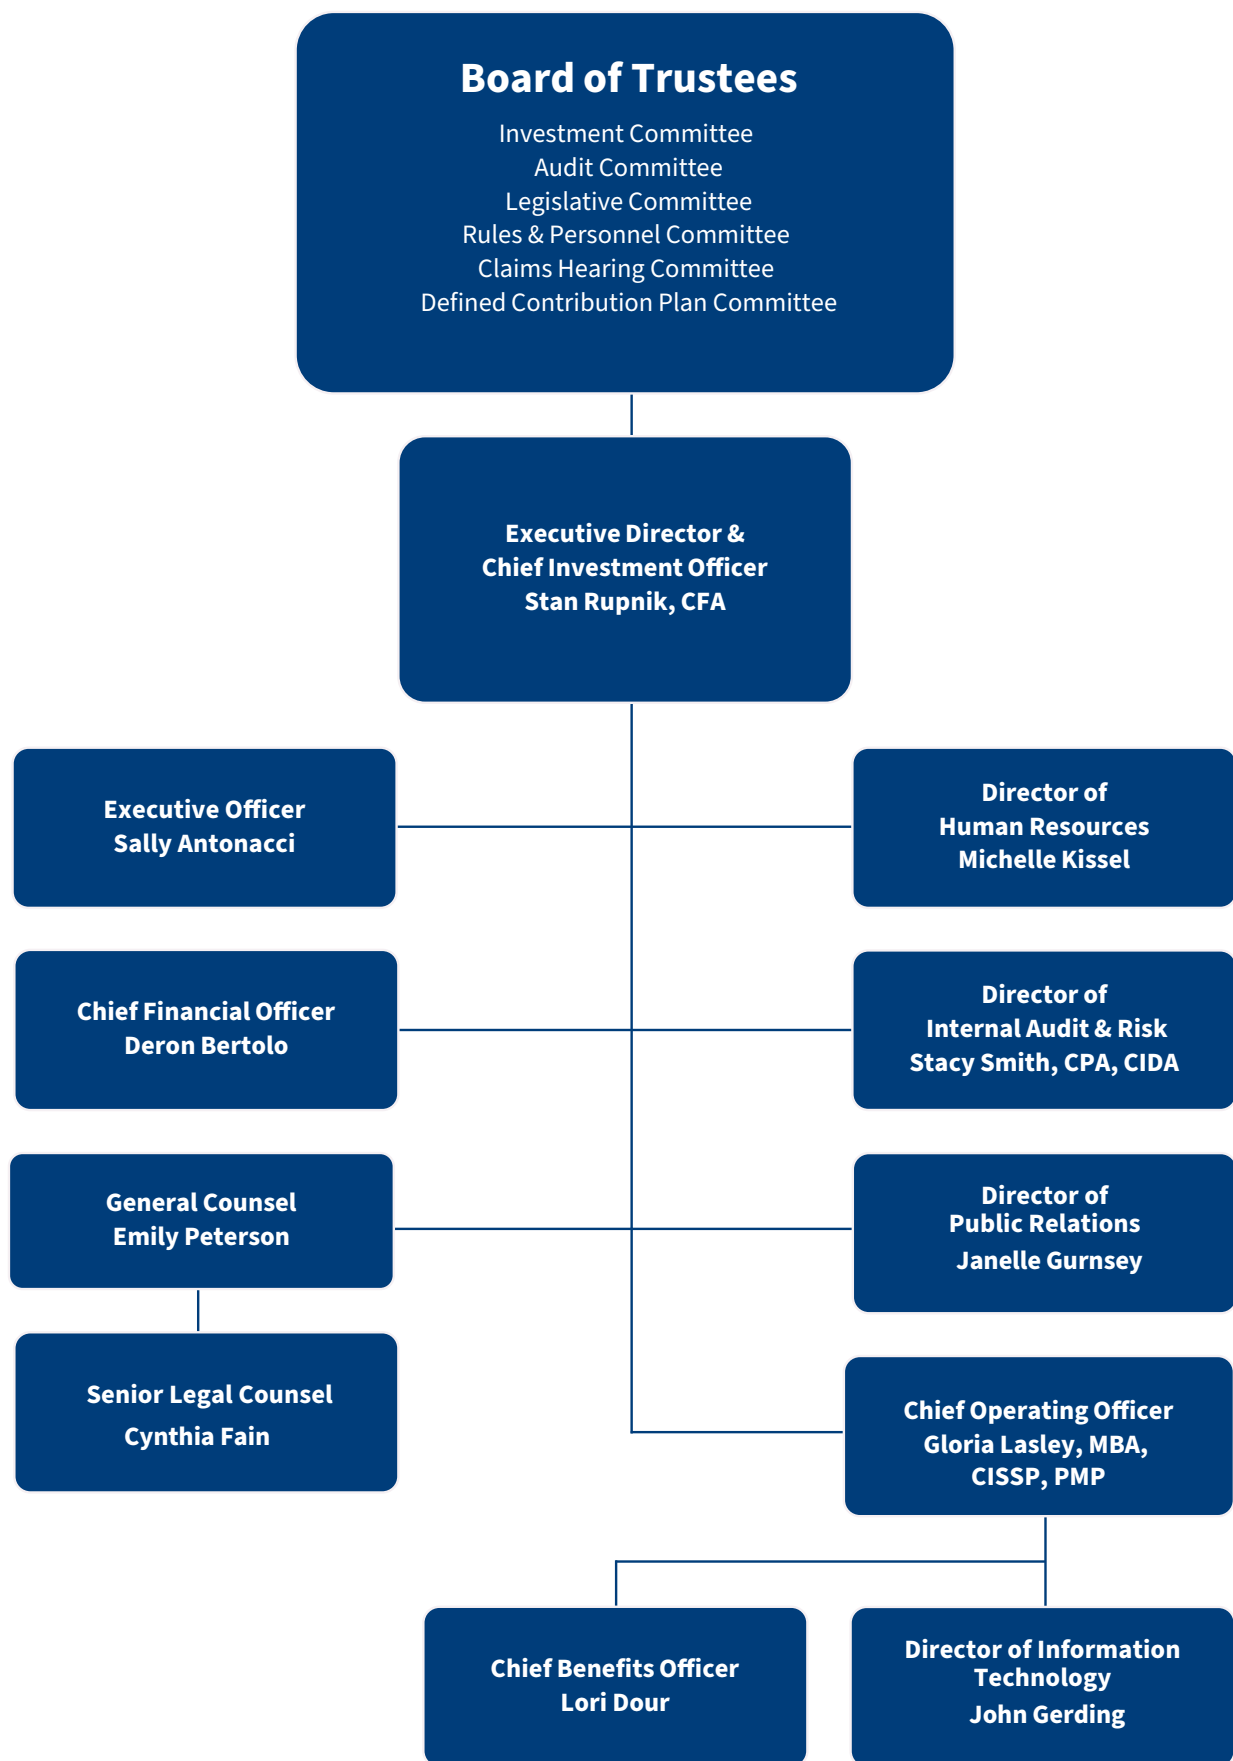 Board of Trustees
Investment Committee
Audit Committee
Legislative Committee
Rules & Personnel Committee
Claims Hearing Committee
Defined Contribution Plan Committee
Executive Director &
Chief Investment Officer
Stan Rupnik, CFA
Executive Officer
Sally Antonacci
Director of
Human Resources
Michelle Kissel
Chief Financial Officer
Deron Bertolo
Director of
Internal Audit & Risk
Stacy Smith, CPA, CIDA
General Counsel
Emily Peterson
Director of
Public Relations
Janelle Gurnsey
Senior Legal Counsel
Cynthia Fain
Chief Operating Officer
Gloria Lasley, MBA,
CISSP, PMP
Chief Benefits Officer
Lori Dour
Director of Information
Technology
John Gerding